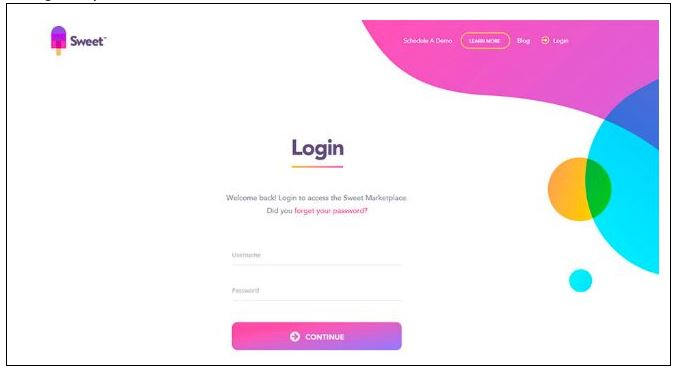 Sweet™
Schedule A Demo LEARN MORE Blog Login
Login
Welcome back! Login to access the Sweet Marketplace.
Did you forget your password?
Username
Password
CONTINUE